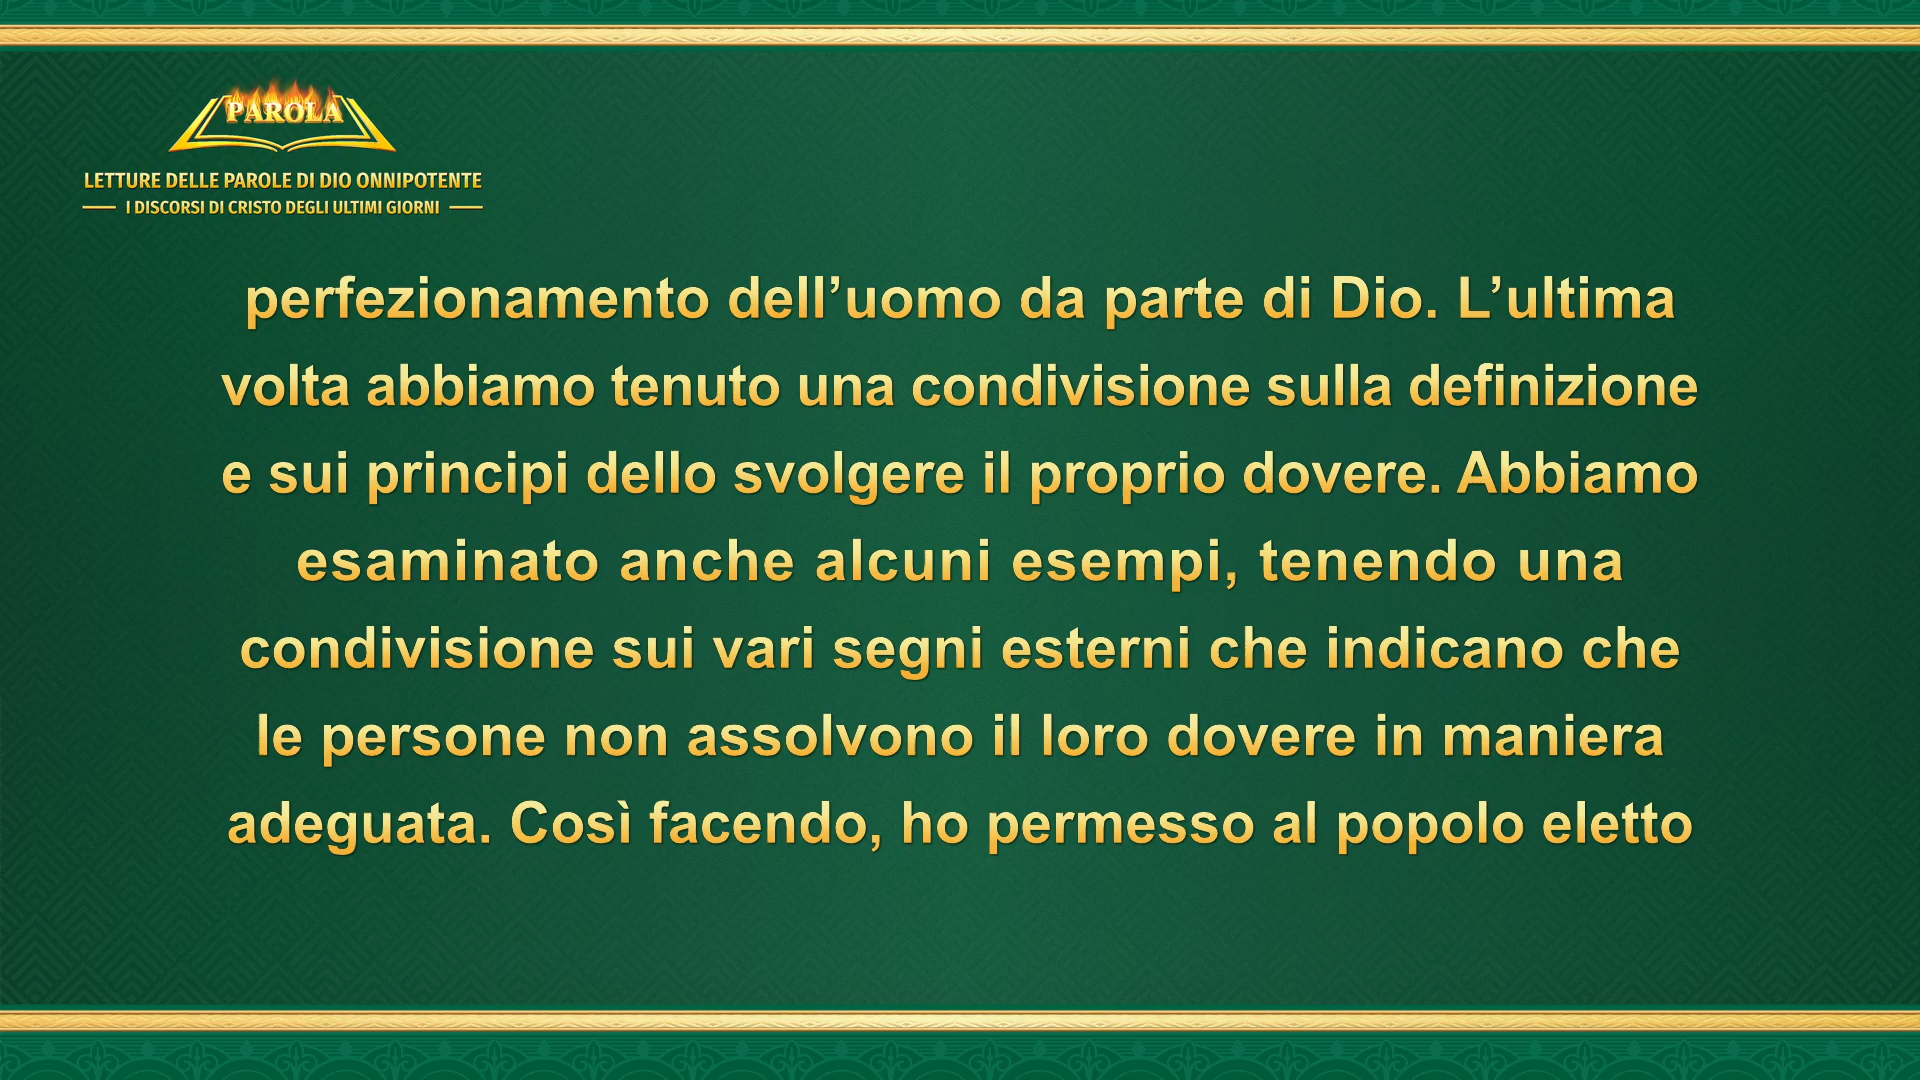 PAROLA
LETTURE DELLE PAROLE DI DIO ONNIPOTENTE
I DISCORSI DI CRISTO DEGLI ULTIMI GIORNI
perfezionamento dell’uomo da parte di Dio. L’ultima
volta abbiamo tenuto una condivisione sulla definizione
e sui principi dello svolgere il proprio dovere. Abbiamo
esaminato anche alcuni esempi, tenendo una
condivisione sui vari segni esterni che indicano che
le persone non assolvono il loro dovere in maniera
adeguata. Così facendo, ho permesso al popolo eletto